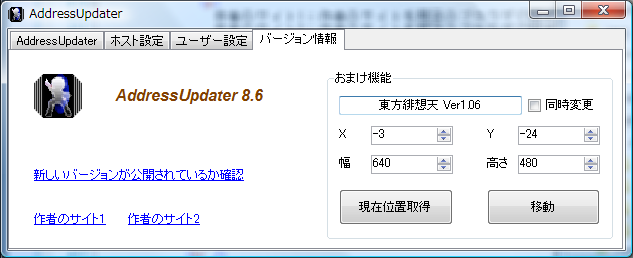 AddressUpdater
AddressUpdater ホスト設定 ユーザー設定 バージョン情報
AddressUpdater 8.6
新しいバージョンが公開されているか確認
作者のサイト1 作者のサイト2
おまけ機能
東方緋想天 Ver1.06 同時変更
X -3 Y -24
幅 640 高さ 480
現在位置取得 移動